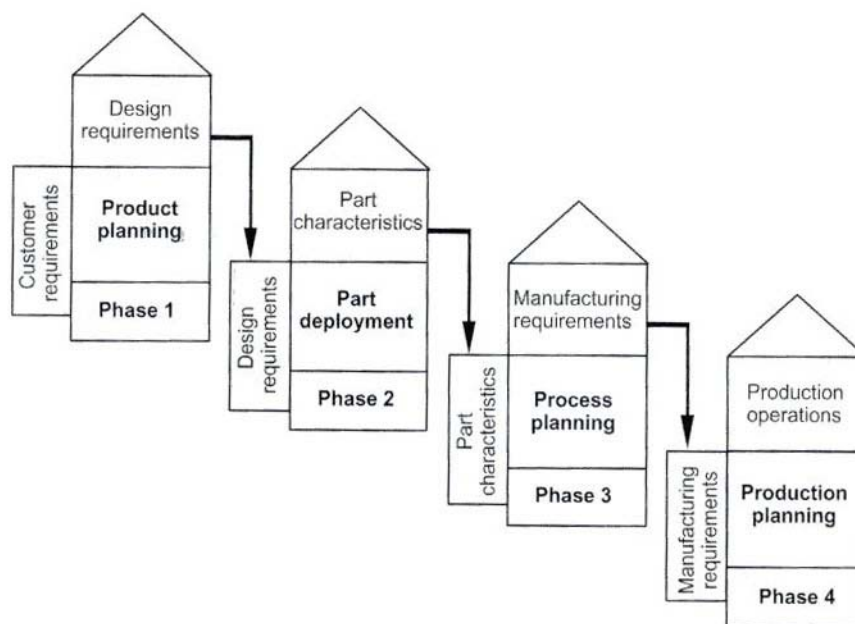 Design
requirements
Customer
requirements
Product
planning
Phase 1
Part
characteristics
Design
requirements
Part
deployment
Phase 2
Manufacturing
requirements
Part
characteristics
Process
planning
Phase 3
Production
operations
Manufacturing
requirements
Production
planning
Phase 4